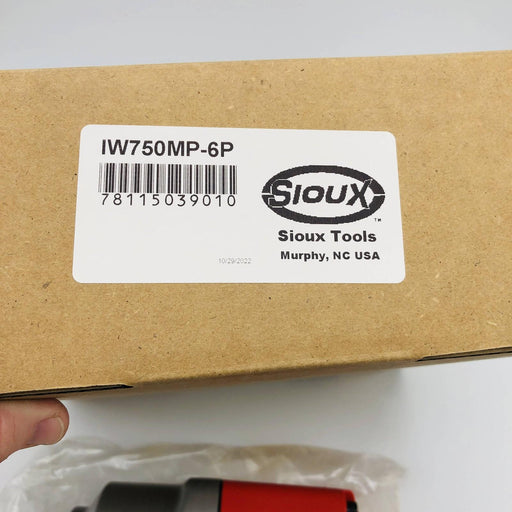 IW750MP-6P
78115039010
SIOUX
TM
Sioux Tools
Murphy, NC USA
10/29/2022